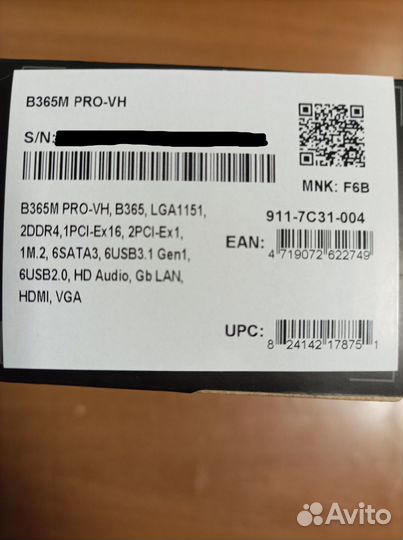 B365M PRO-VH
S/N:
MNK: F6B
B365M PRO-VH, B365, LGA1151,
2DDR4,1PCI-Ex16, 2PCI-Ex1,
1M.2, 6SATA3, 6USB3.1 Gen1,
6USB2.0, HD Audio, Gb LAN,
HDMI, VGA
911-7C31-004
EAN:
4 719072 622749
UPC:
8 24142 17875 1
Avito